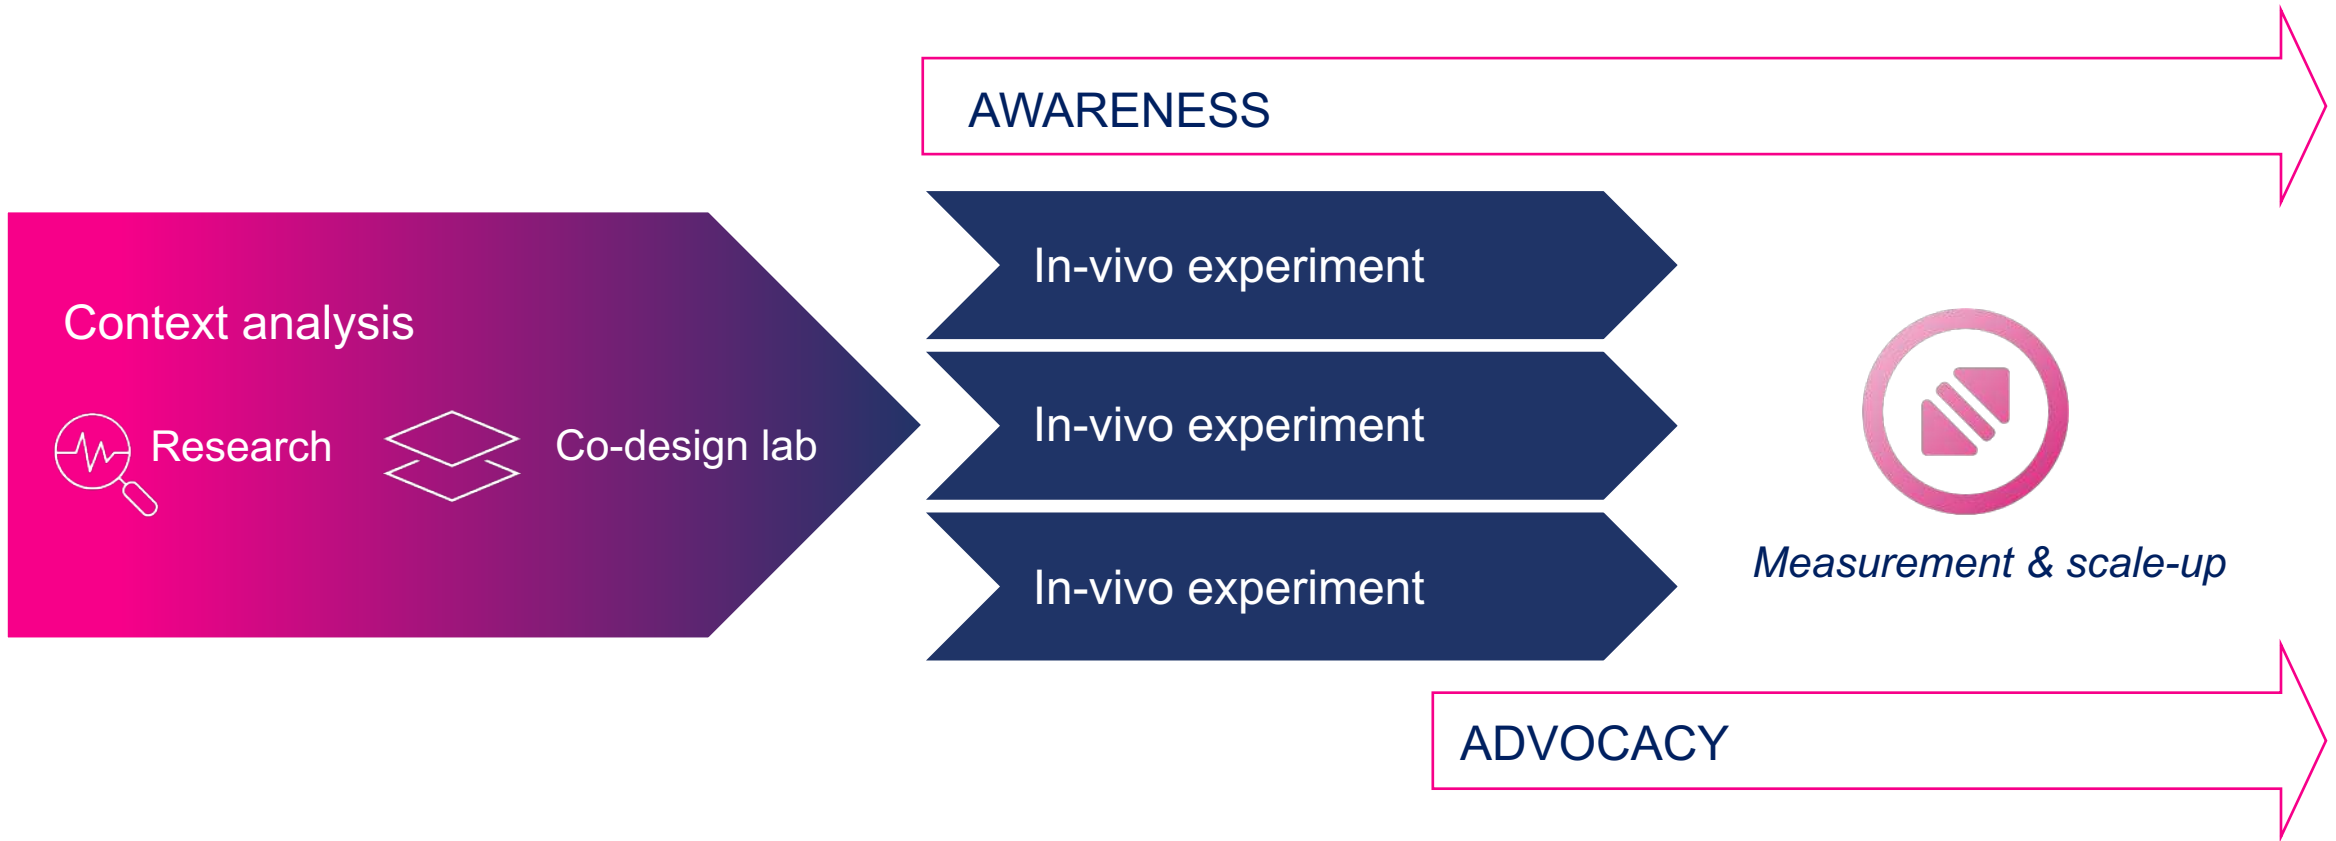 AWARENESS
Context analysis
Research
Co-design lab
In-vivo experiment
In-vivo experiment
In-vivo experiment
Measurement & scale-up
ADVOCACY